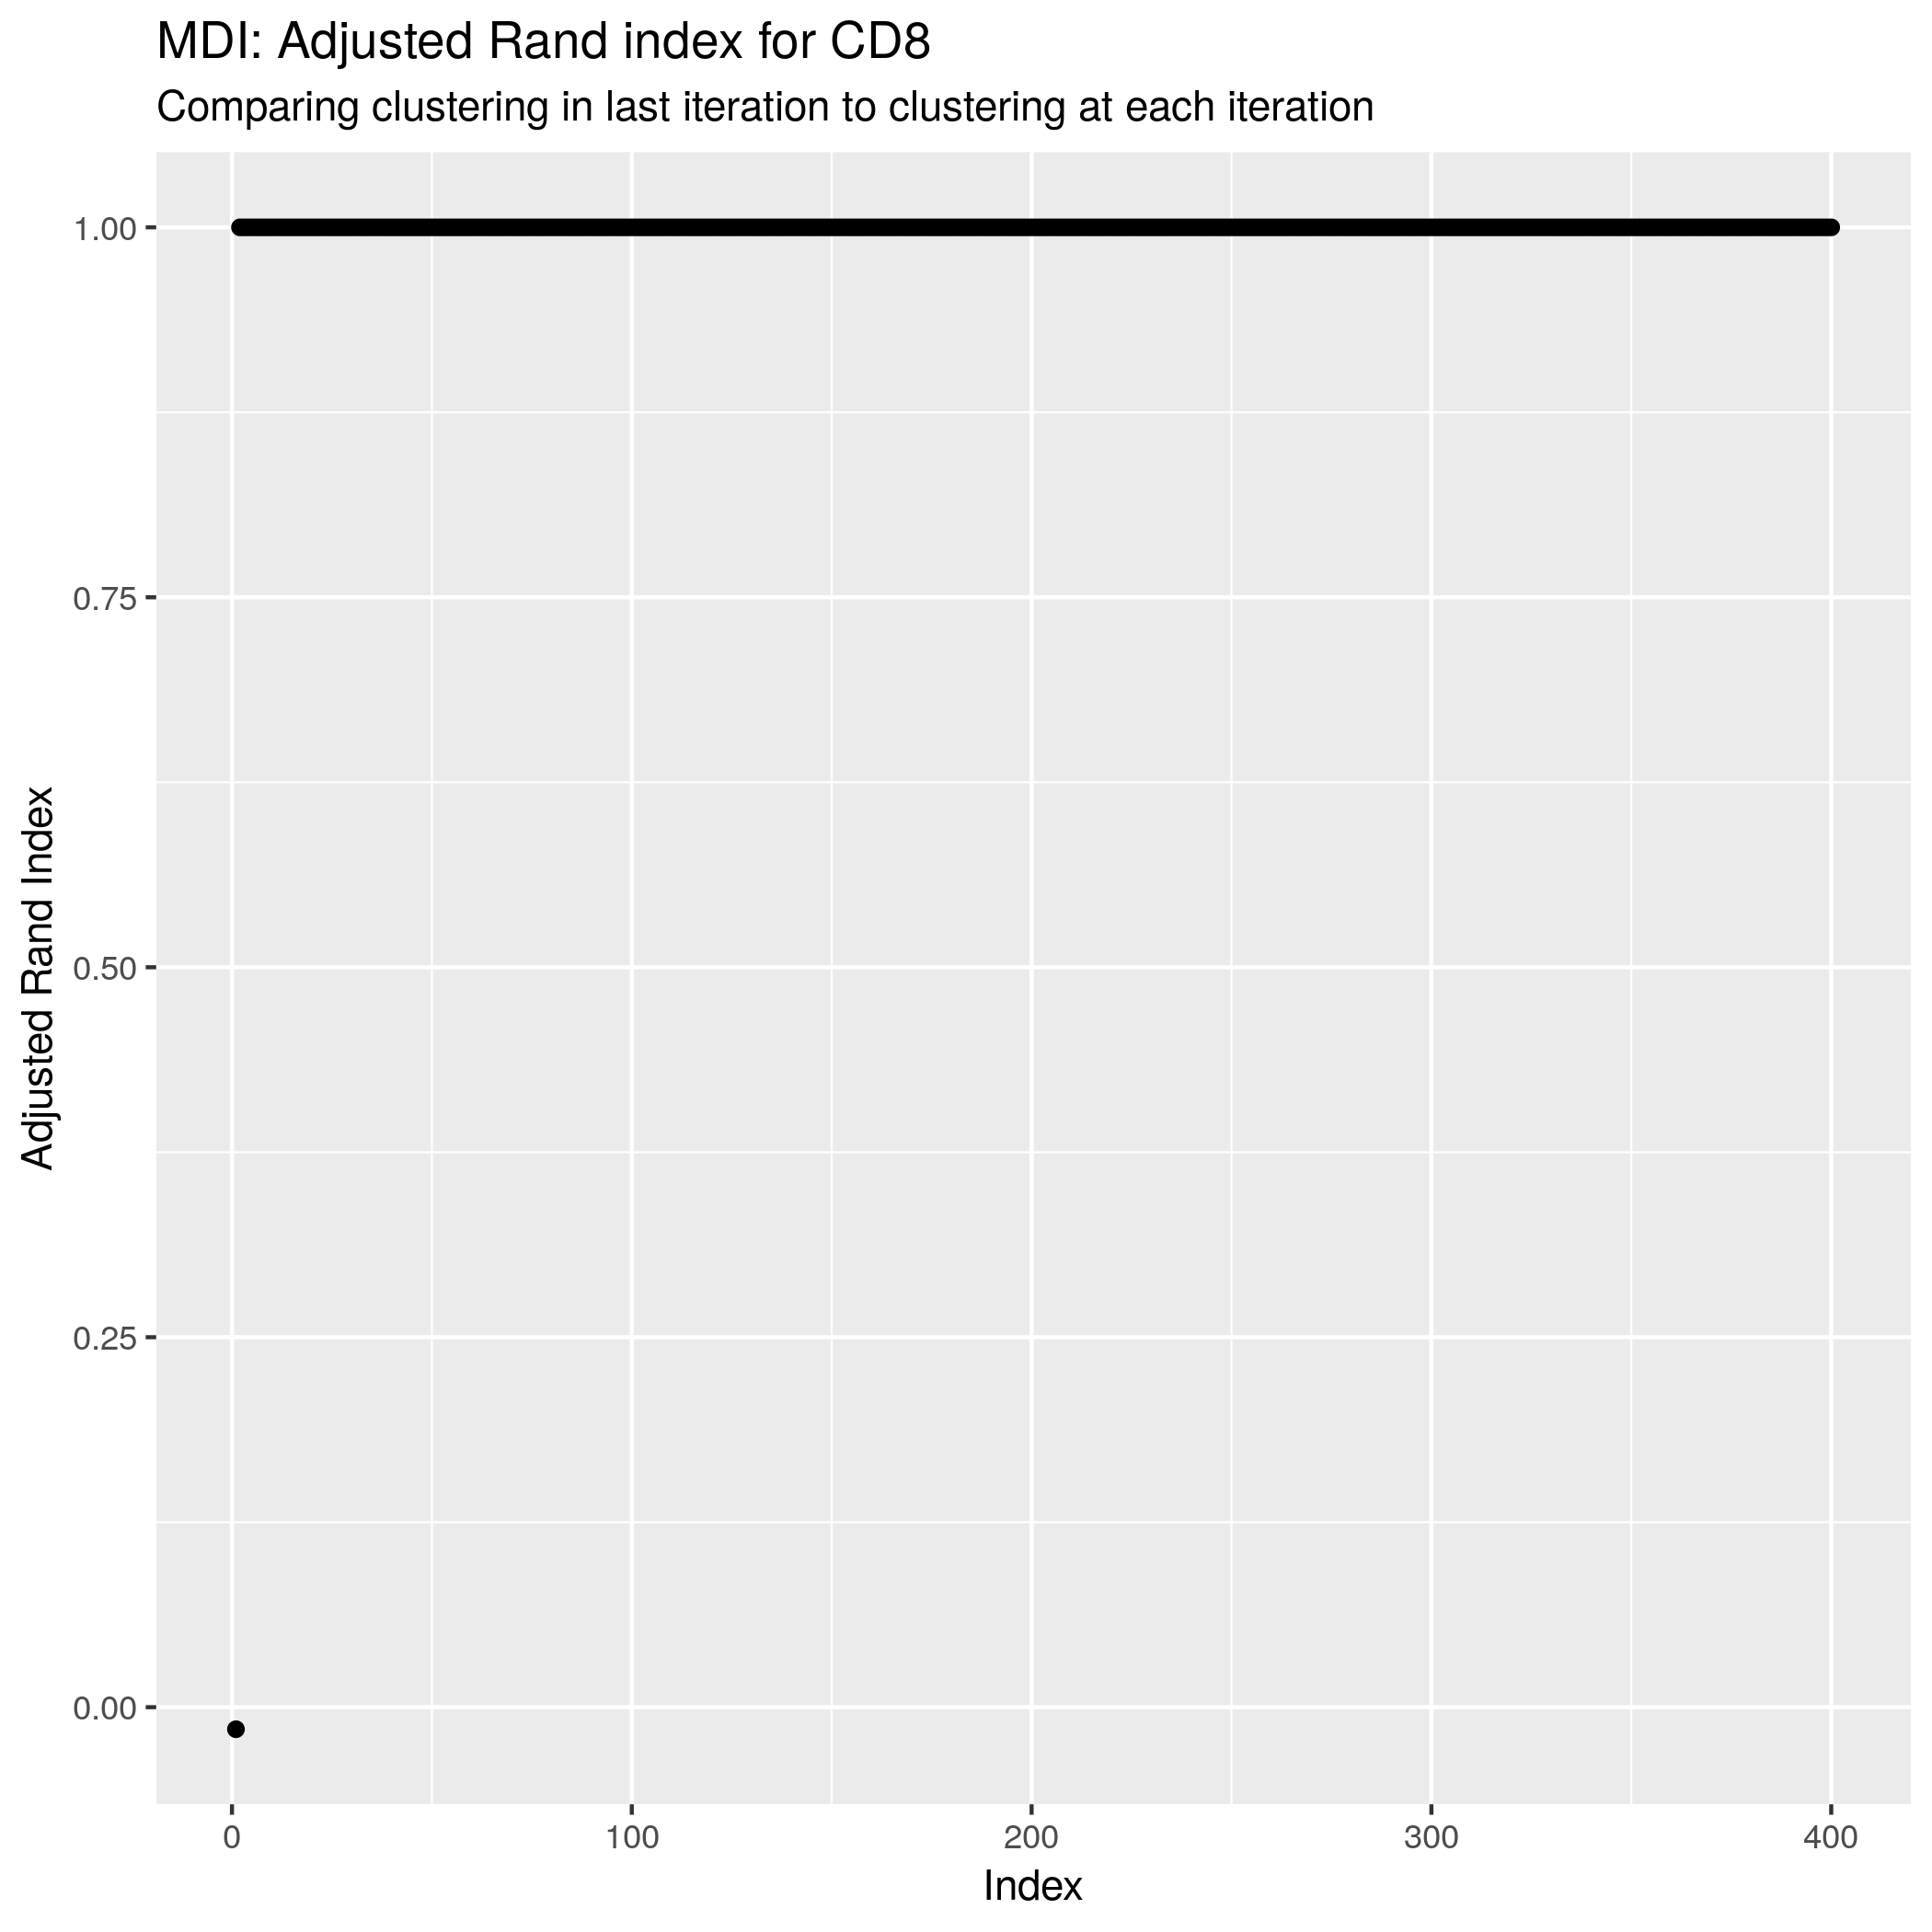 MDI: Adjusted Rand index for CD8
Comparing clustering in last iteration to clustering at each iteration
Adjusted Rand Index
1.00
0.75
0.50
0.25
0.00
0
100
200
300
400
Index